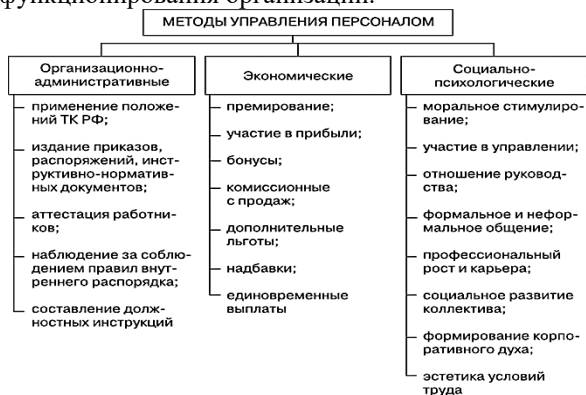 функционирования организации.
МЕТОДЫ УПРАВЛЕНИЯ ПЕРСОНАЛОМ
Организационно-
административные
применение положе-
ний ТК РФ;
издание приказов,
распоряжений, инст-
руктивно-норматив-
ных документов;
аттестация работни-
ков;
наблюдение за соблю-
дением правил внут-
реннего распорядка;
составление долж-
ностных инструкций
Экономические
премирование;
участие в прибыли;
бонусы;
комиссионные
с продаж;
дополнительные
льготы;
надбавки;
единовременные
выплаты
Социально-
психологические
моральное стимулиро-
вание;
участие в управлении;
отношение руковод-
ства;
формальное и нефор-
мальное общение;
профессиональный
рост и карьера;
социальное развитие
коллектива;
формирование корпо-
ративного духа;
эстетика условий
труда